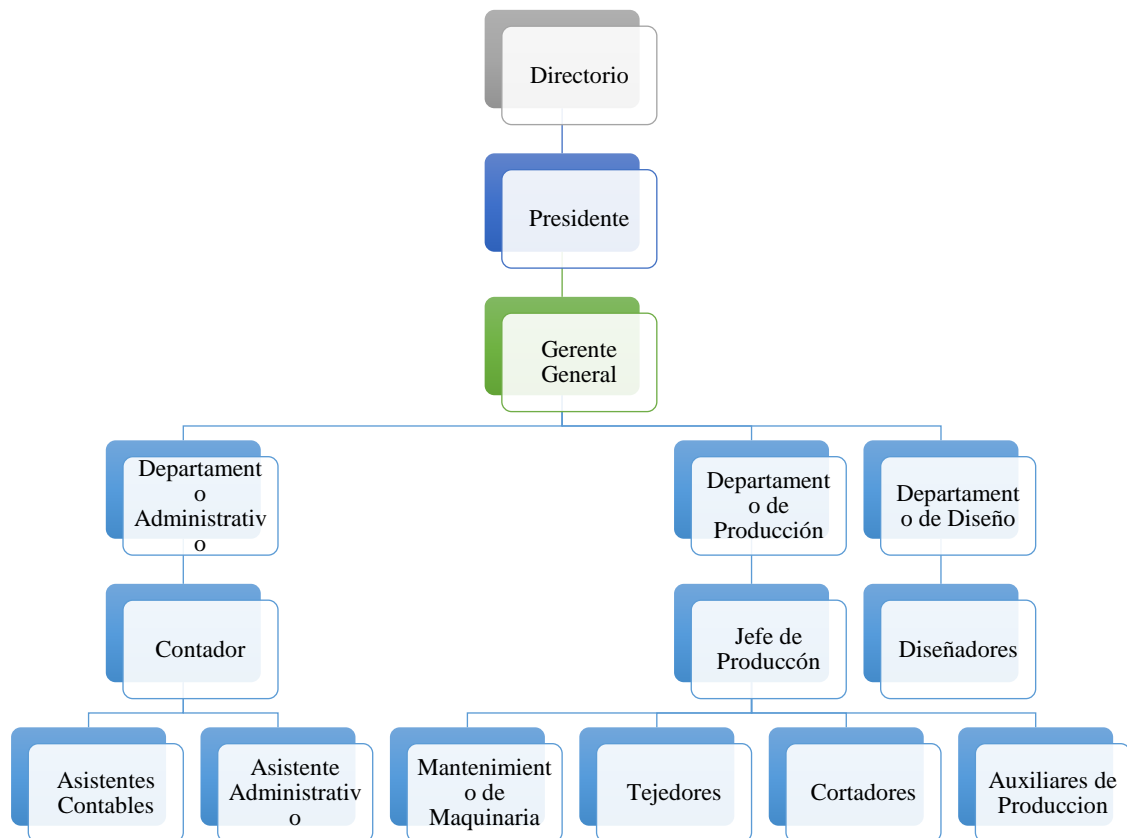 Directorio
Presidente
Gerente
General
Departament
o
Administrativ
o
Departament
o de
Producción
Departament
o de Diseño
Contador
Jefe de
Produccón
Diseñadores
Asistentes
Contables
Asistente
Administrativ
o
Mantenimient
o de
Maquinaria
Tejedores
Cortadores
Auxiliares de
Produccion